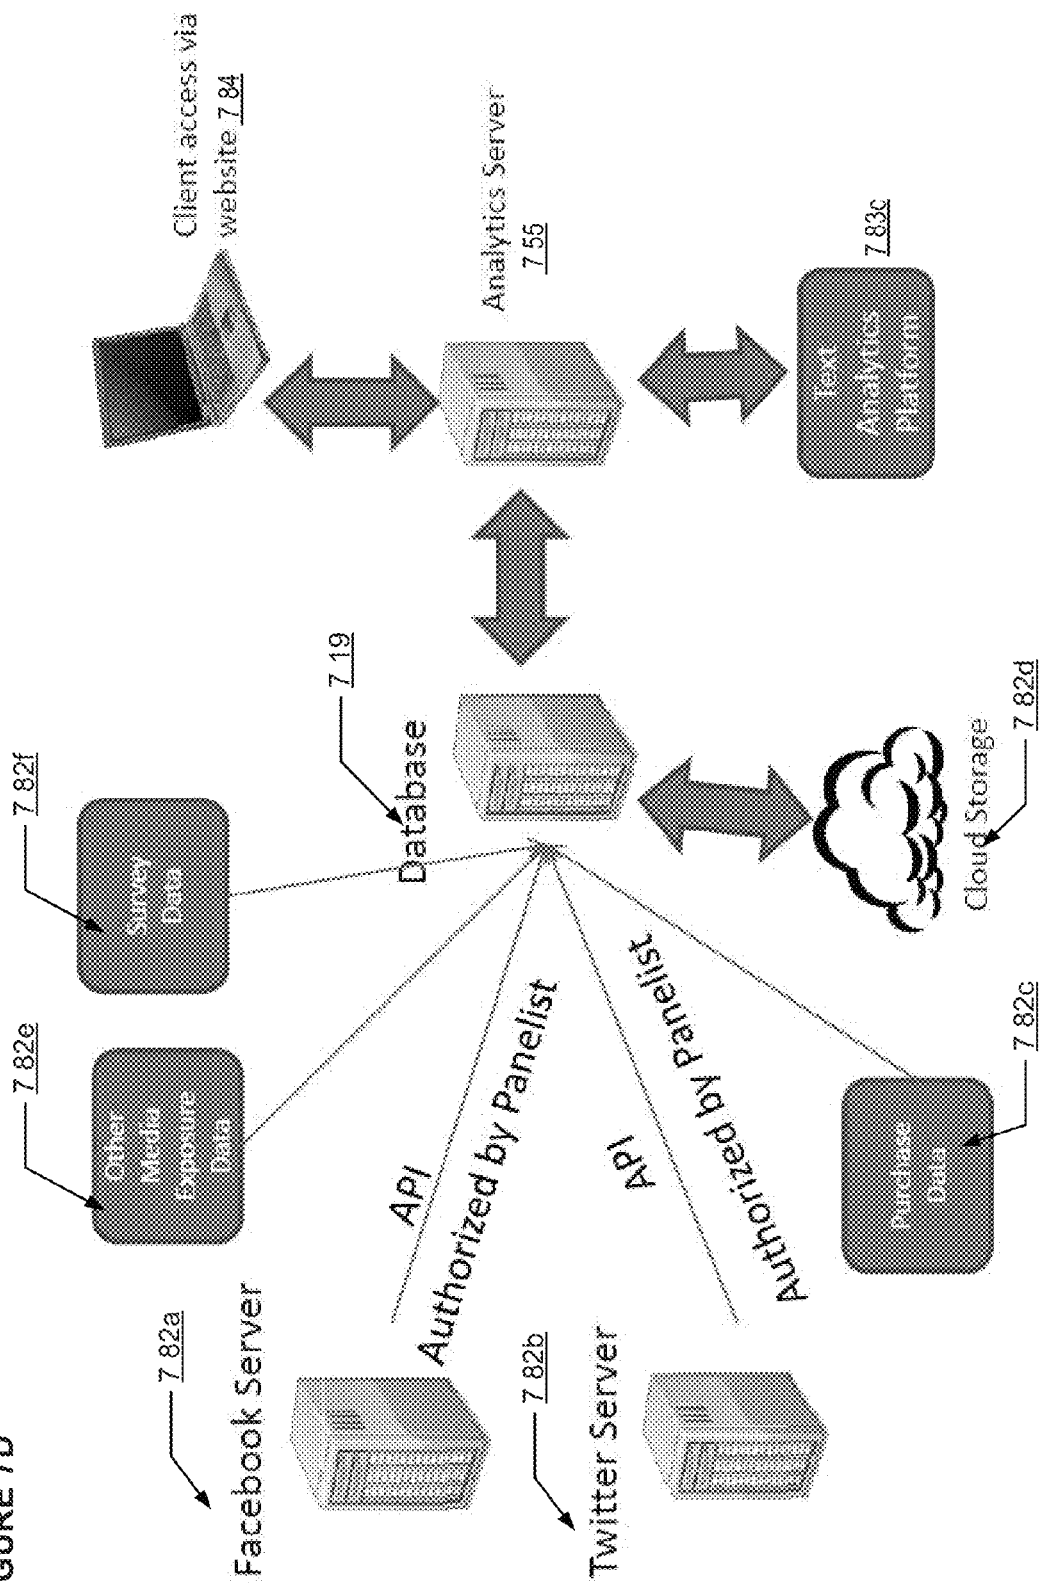 GURE 7D
7 82a
Facebook Server
7 82b
Twitter Server
7 82e
Other
Media
Exposure
Data
7 82f
Survey
Data
API
Authorized by Panelist
API
Authorized by Panelist
Purchase
Data
7 82c
7 19
Database
Cloud Storage
7 82d
Client access via
website 7 84
Analytics Server
7 55
Text
Analytics
Platform
7 83c